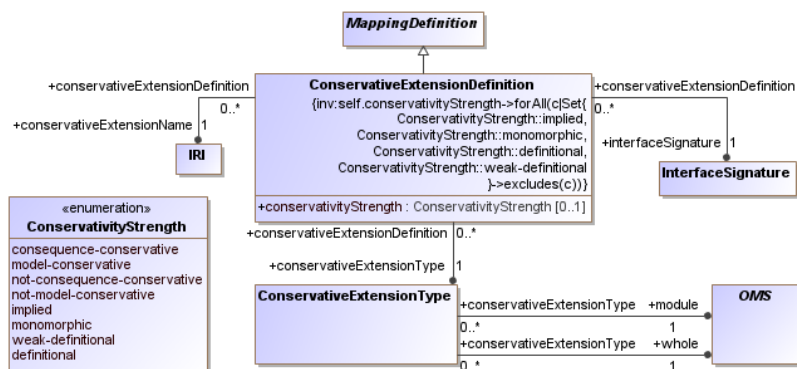 MappingDefinition
+conservativeExtensionDefinition
0..*
+conservativeExtensionName 1
IRI
ConservativeExtensionDefinition
{inv:self.conservativityStrength->forAll(c|Set{
ConservativityStrength::implied,
ConservativityStrength::monomorphic,
ConservativityStrength::definitional,
ConservativityStrength::weak-definitional
}->excludes(c))}
+conservativityStrength : ConservativityStrength [0..1]
+conservativeExtensionDefinition
0..*
+interfaceSignature 1
InterfaceSignature
«enumeration»
ConservativityStrength
consequence-conservative
model-conservative
not-consequence-conservative
not-model-conservative
implied
monomorphic
weak-definitional
definitional
+conservativeExtensionDefinition 0..*
+conservativeExtensionType 1
ConservativeExtensionType
+conservativeExtensionType +module
0..* 1
+conservativeExtensionType +whole
0..* 1
OMS